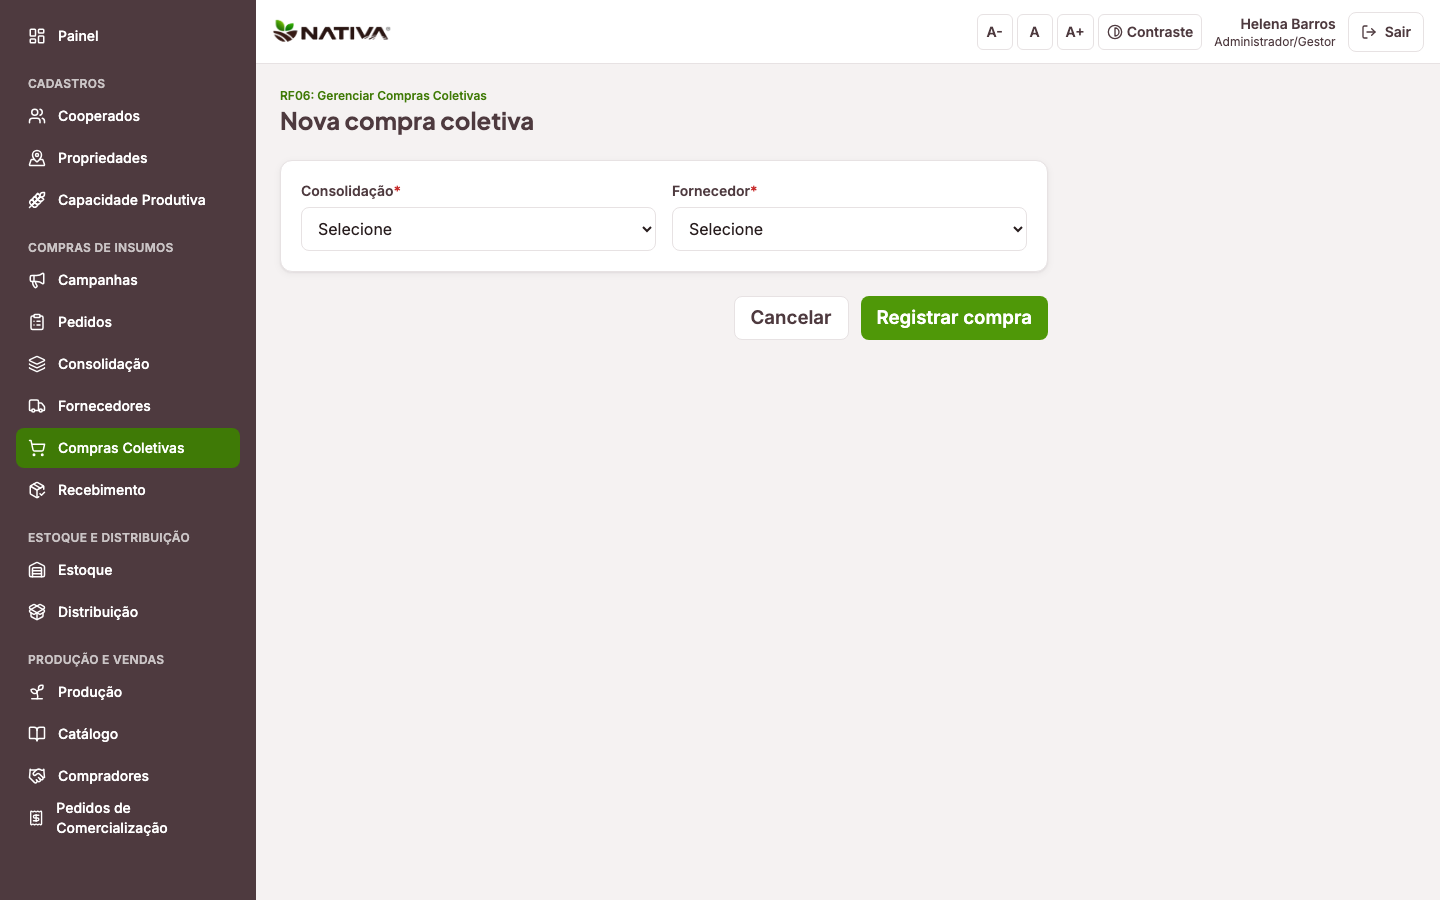 Painel
CADASTROS
Cooperados
Propriedades
Capacidade Produtiva
COMPRAS DE INSUMOS
Campanhas
Pedidos
Consolidação
Fornecedores
Compras Coletivas
Recebimento
ESTOQUE E DISTRIBUIÇÃO
Estoque
Distribuição
PRODUÇÃO E VENDAS
Produção
Catálogo
Compradores
Pedidos de
Comercialização
NATIVA
A- A A+ Contraste
Helena Barros
Administrador/Gestor
Sair
RF06: Gerenciar Compras Coletivas
Nova compra coletiva
Consolidação* Fornecedor*
Selecione Selecione
Cancelar Registrar compra